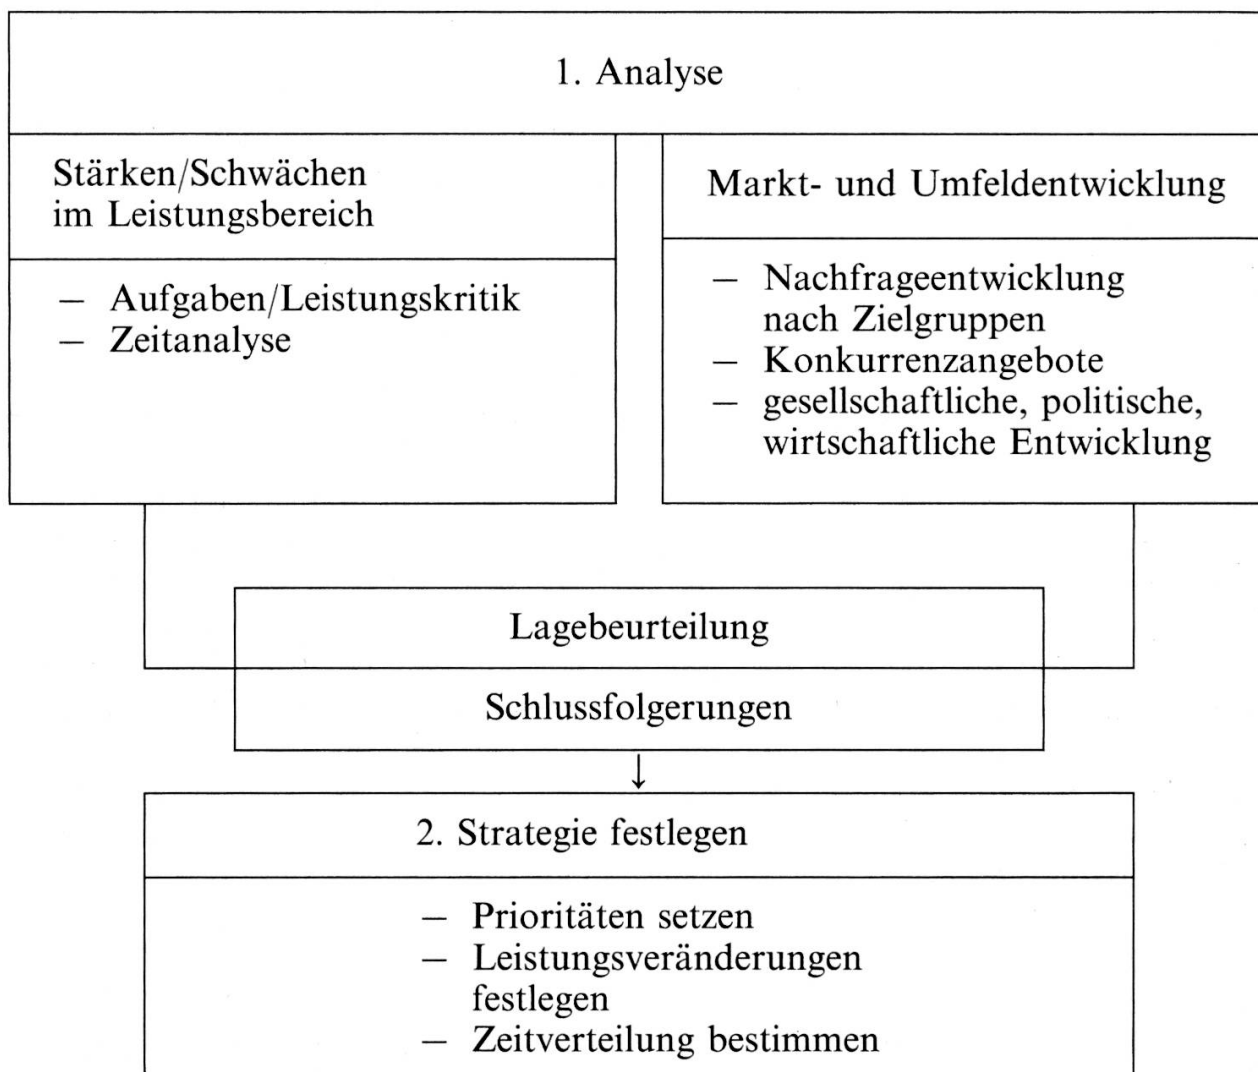 1. Analyse
Stärken/Schwächen
im Leistungsbereich
– Aufgaben/Leistungskritik
– Zeitanalyse
Markt- und Umfeldentwicklung
– Nachfrageentwicklung
nach Zielgruppen
– Konkurrenzangebote
– gesellschaftliche, politische,
wirtschaftliche Entwicklung
Lagebeurteilung
Schlussfolgerungen
2. Strategie festlegen
– Prioritäten setzen
– Leistungsveränderungen
festlegen
– Zeitverteilung bestimmen